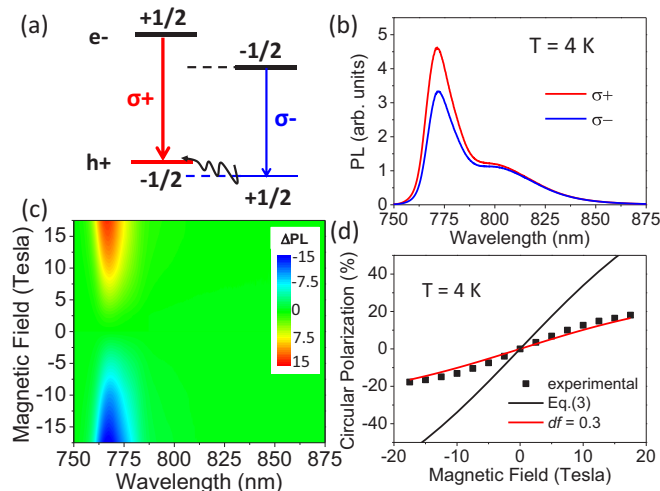 (a)
+1/2
e-
-1/2
σ+
σ-
h+
-1/2
+1/2
(b)
T = 4 K
σ+
σ−
PL (arb. units)
5
4
3
2
1
0
750 775 800 825 850 875
Wavelength (nm)
(c)
ΔPL
-15
-7.5
0
7.5
15
Magnetic Field (Tesla)
15
10
5
0
-5
-10
-15
750 775 800 825 850 875
Wavelength (nm)
(d)
T = 4 K
Circular Polarization (%)
40
20
0
-20
-40
experimental
Eq.(3)
df = 0.3
-20 -10 0 10 20
Magnetic Field (Tesla)